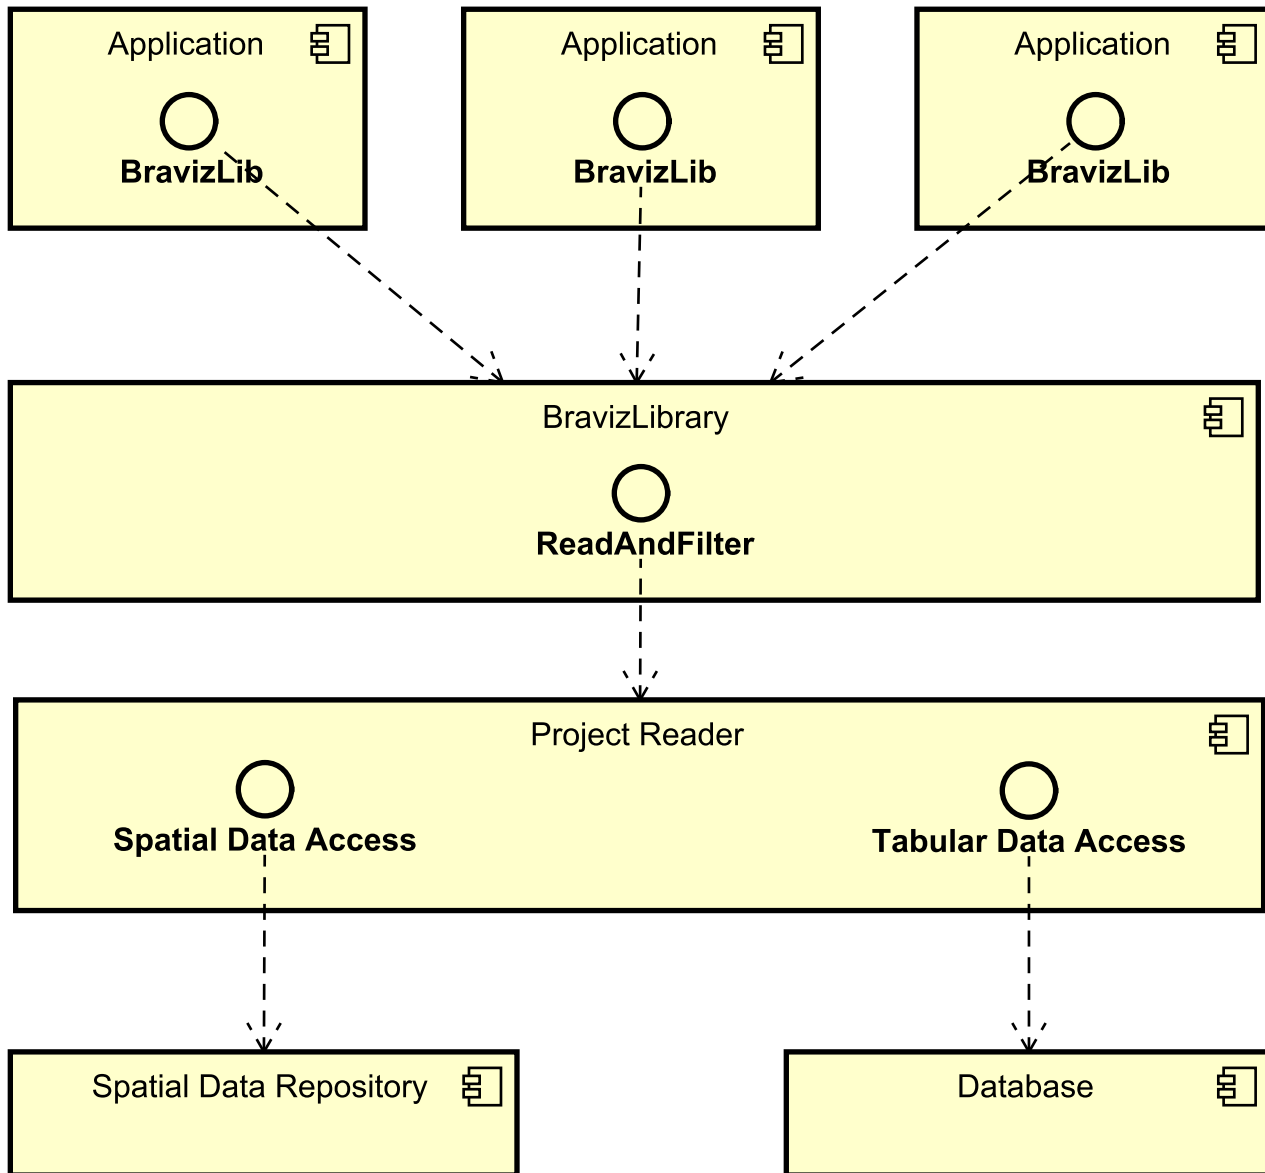 Application
BravizLib
Application
BravizLib
Application
BravizLib
BravizLibrary
ReadAndFilter
Project Reader
Spatial Data Access
Tabular Data Access
Spatial Data Repository
Database